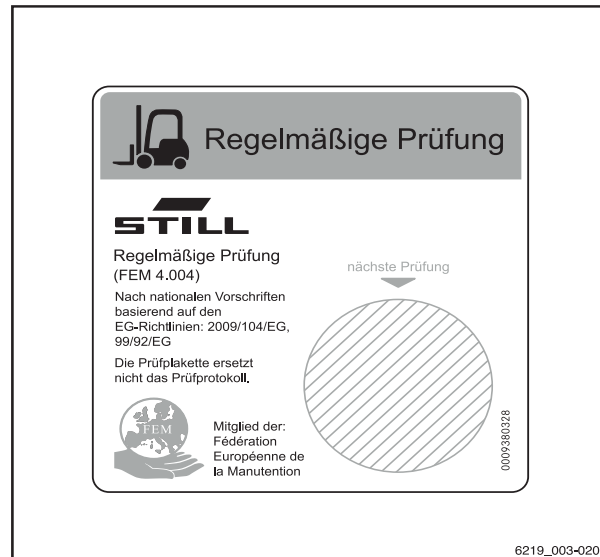 Regelmäßige Prüfung
STILL
Regelmäßige Prüfung
(FEM 4.004)
Nach nationalen Vorschriften
basierend auf den
EG-Richtlinien: 2009/104/EG,
99/92/EG
Die Prüfplakette ersetzt
nicht das Prüfprotokoll.
nächste Prüfung
FEM
Mitglied der:
Fédération
Européenne de
la Manutention
0009380328
6219_003-020